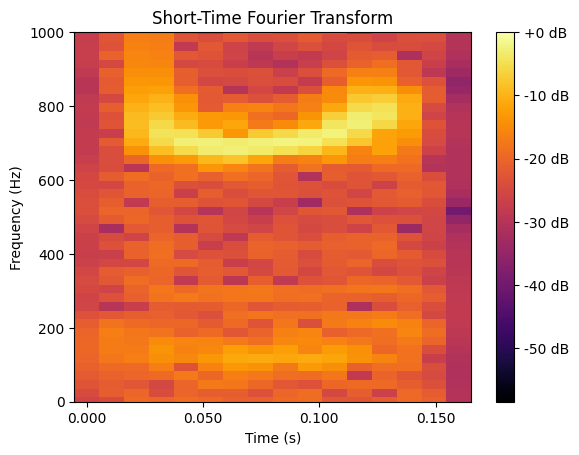 Short-Time Fourier Transform
1000
800
600
400
200
0
Frequency (Hz)
0.000
0.050
0.100
0.150
Time (s)
+0 dB
-10 dB
-20 dB
-30 dB
-40 dB
-50 dB